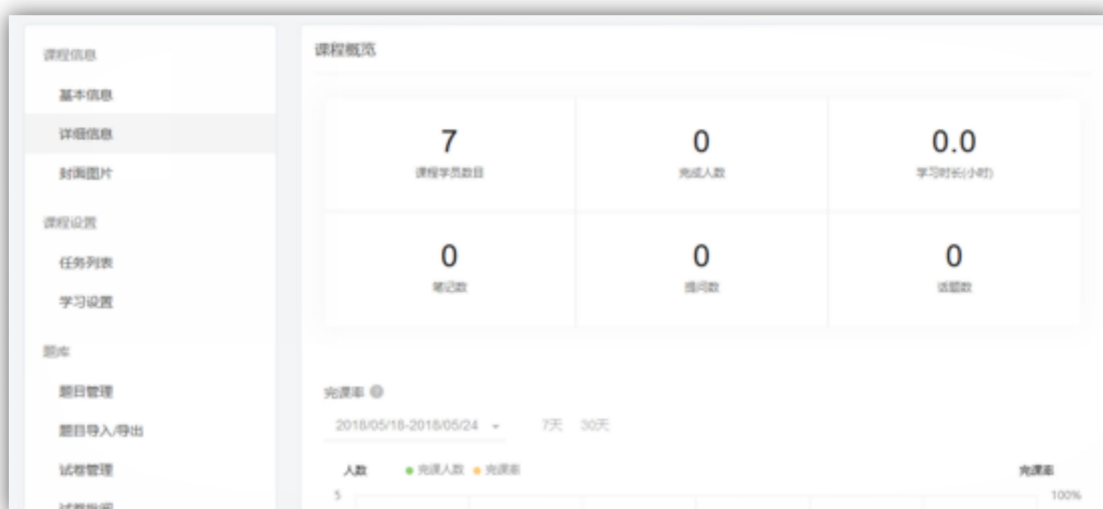 课程信息
基本信息
详细信息
封面图片
课程设置
任务列表
学习设置
题库
题目管理
题目导入/导出
试卷管理
试卷批阅
课程概览
7
课程学员数目
0
完成人数
0.0
学习时长(小时)
0
笔记数
0
提问数
0
话题数
完课率
2018/05/18-2018/05/24
7天
30天
人数
完课人数
完课率
完课率
5
100%